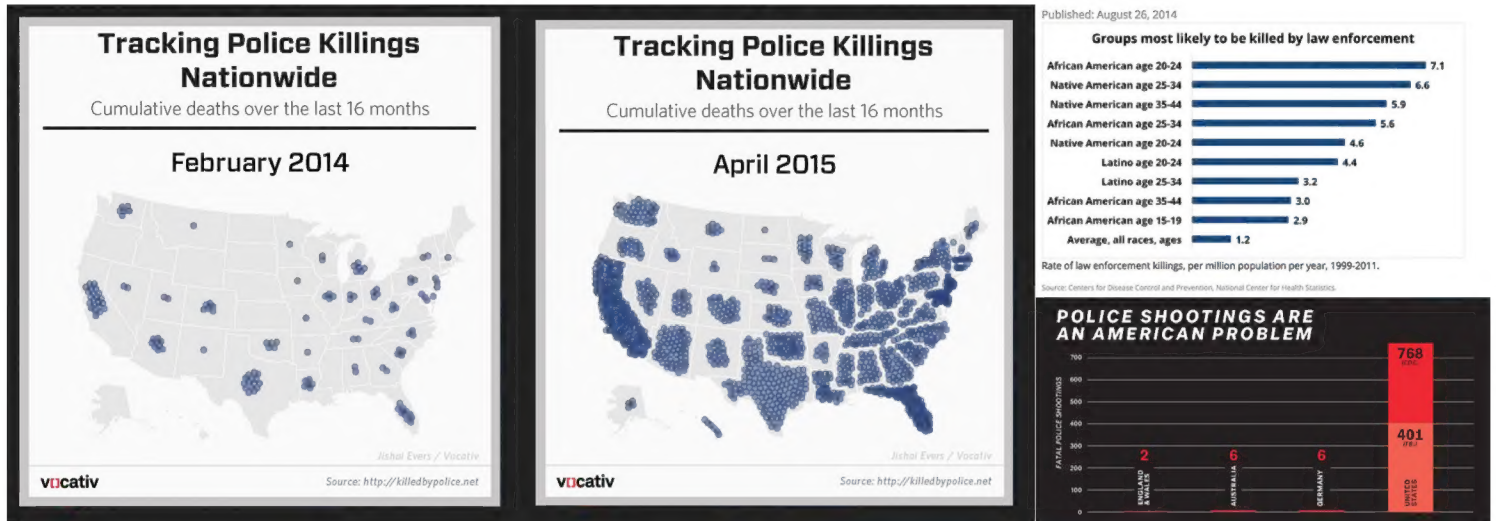 Tracking Police Killings
Nationwide
Cumulative deaths over the last 16 months
February 2014
Jishai Evers / Vocativ
vocativ
Source: http://killedbypolice.net
Tracking Police Killings
Nationwide
Cumulative deaths over the last 16 months
April 2015
Jishai Evers / Vocativ
vocativ
Source: http://killedbypolice.net
Published: August 26, 2014
Groups most likely to be killed by law enforcement
African American age 20-24 7.1
Native American age 25-34 6.6
Native American age 35-44 5.9
African American age 25-34 5.6
Native American age 20-24 4.6
Latino age 20-24 4.4
Latino age 25-34 3.2
African American age 35-44 3.0
African American age 15-19 2.9
Average, all races, ages 1.2
Rate of law enforcement killings, per million population per year, 1999-2011.
Source: Centers for Disease Control and Prevention, National Center for Health Statistics.
POLICE SHOOTINGS ARE
AN AMERICAN PROBLEM
FATAL POLICE SHOOTINGS
700
600
500
400
300
200
100
0
2
ENGLAND
& WALES
6
AUSTRALIA
6
GERMANY
768
401
UNITED
STATES